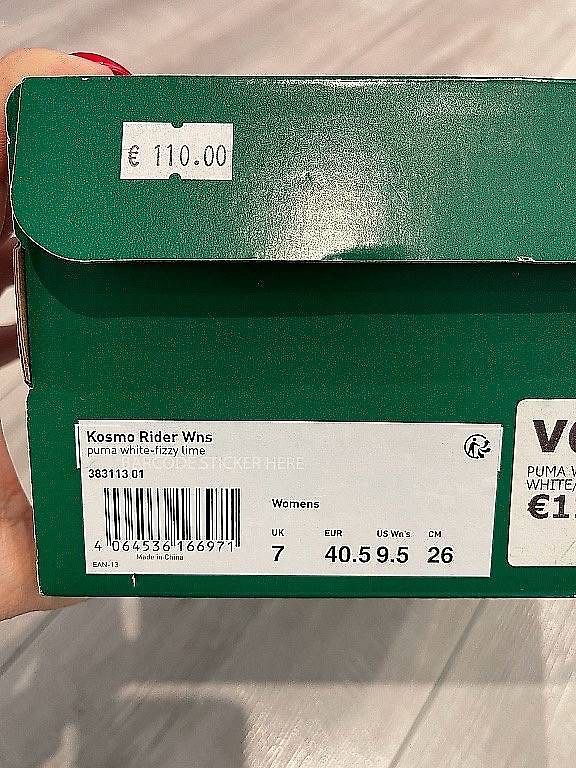 € 110.00
Kosmo Rider Wns
puma white-fizzy lime
CODE STICKER HERE
383113 01
4 064536 166971
Made in China
EAN-13
Womens
UK EUR US Wn's CM
7 40.5 9.5 26
PUMA
WHITE/